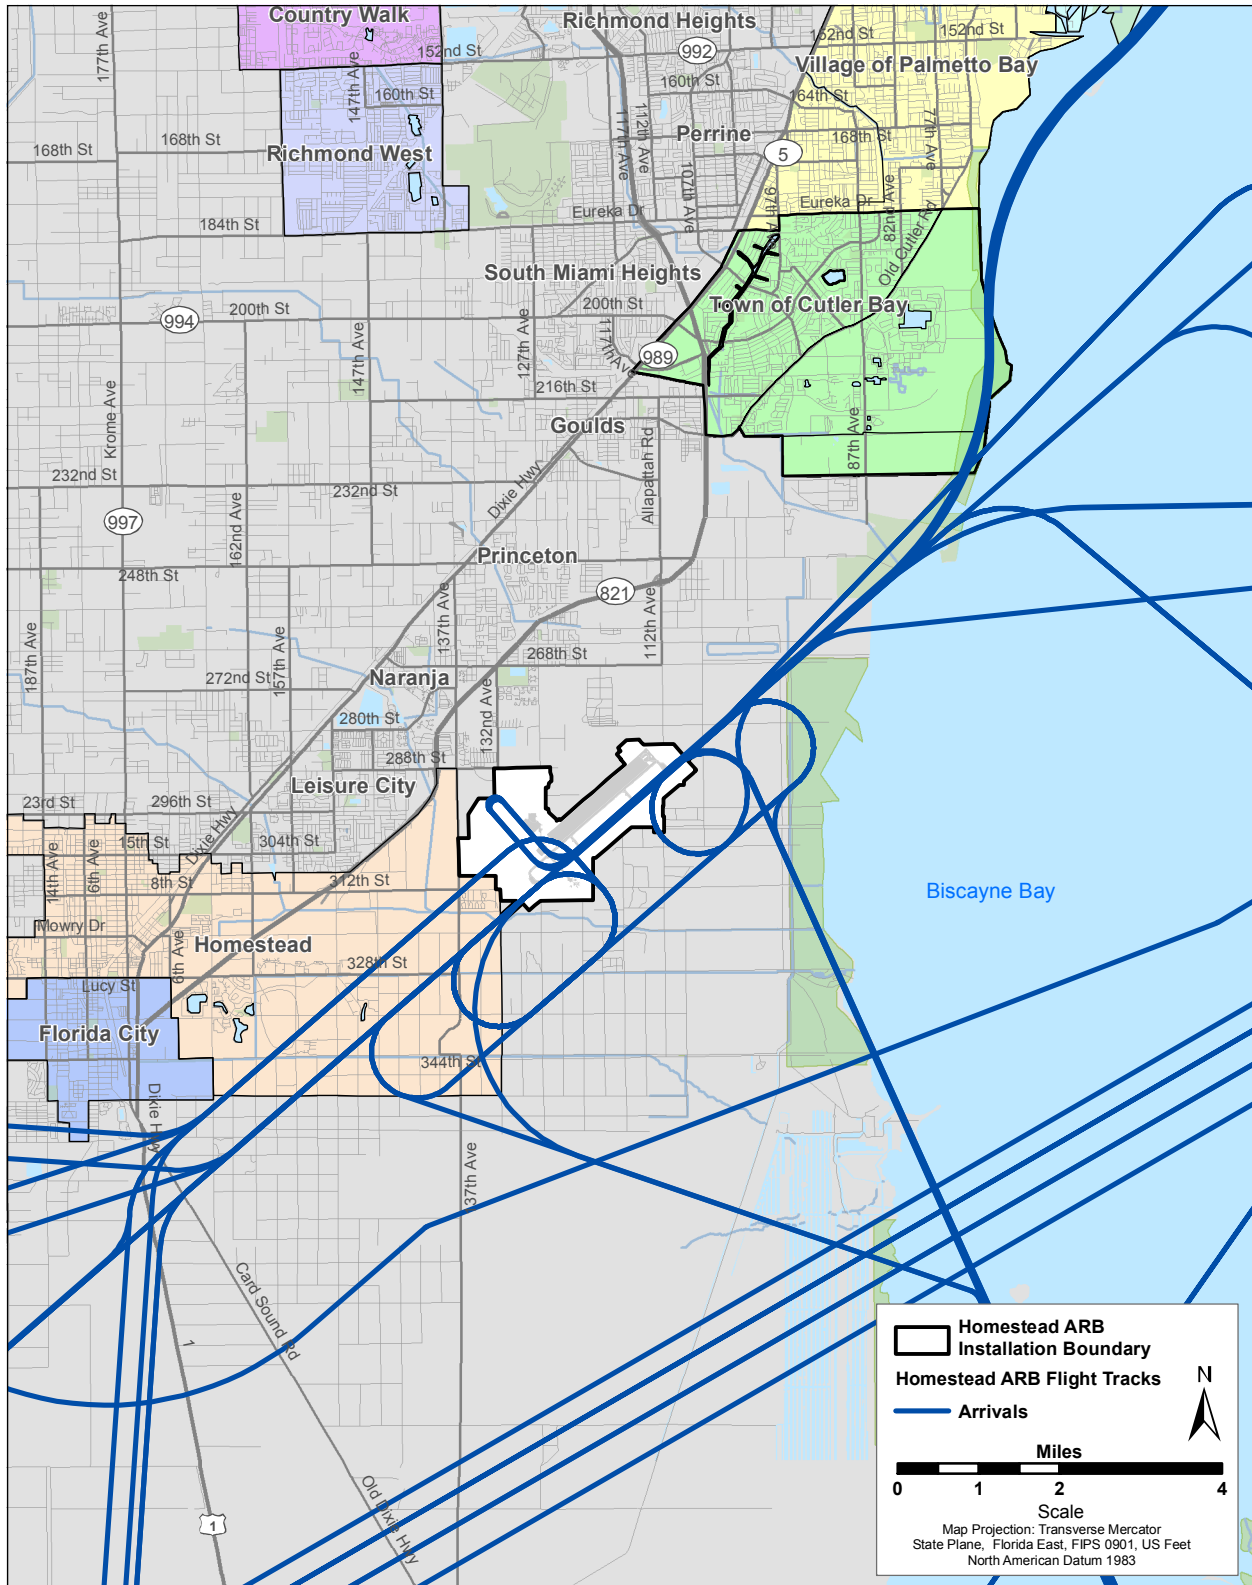 Country Walk
Richmond Heights
152nd St
992
152nd St
152nd St
Village of Palmetto Bay
177th Ave
147th Ave
160th St
160th St
164th St
117th Ave
112th Ave
Perrine
77th Ave
168th St
168th St
168th St
Richmond West
5
107th Ave
97th Ave
82nd Ave
184th St
Eureka Dr
Eureka Dr
Old Cutler Rd
South Miami Heights
200th St
994
200th St
Town of Cutler Bay
127th Ave
117th Ave
989
147th Ave
216th St
Krome Ave
Goulds
87th Ave
Allapattah Rd
232nd St
232nd St
Dixie Hwy
997
162nd Ave
Princeton
248th St
821
137th Ave
112th Ave
187th Ave
157th Ave
268th St
272nd St
Naranja
132nd Ave
280th St
288th St
Leisure City
23rd St
296th St
Dixie Hwy
15th St
304th St
14th Ave
6th Ave
8th St
312th St
Biscayne Bay
Mowry Dr
Homestead
6th Ave
328th St
Lucy St
Florida City
344th St
Dixie Hwy
37th Ave
Card Sound Rd
1
Old Dixie Hwy
1
Homestead ARB
Installation Boundary
Homestead ARB Flight Tracks
N
Arrivals
Miles
0 1 2 4
Scale
Map Projection: Transverse Mercator
State Plane, Florida East, FIPS 0901, US Feet
North American Datum 1983